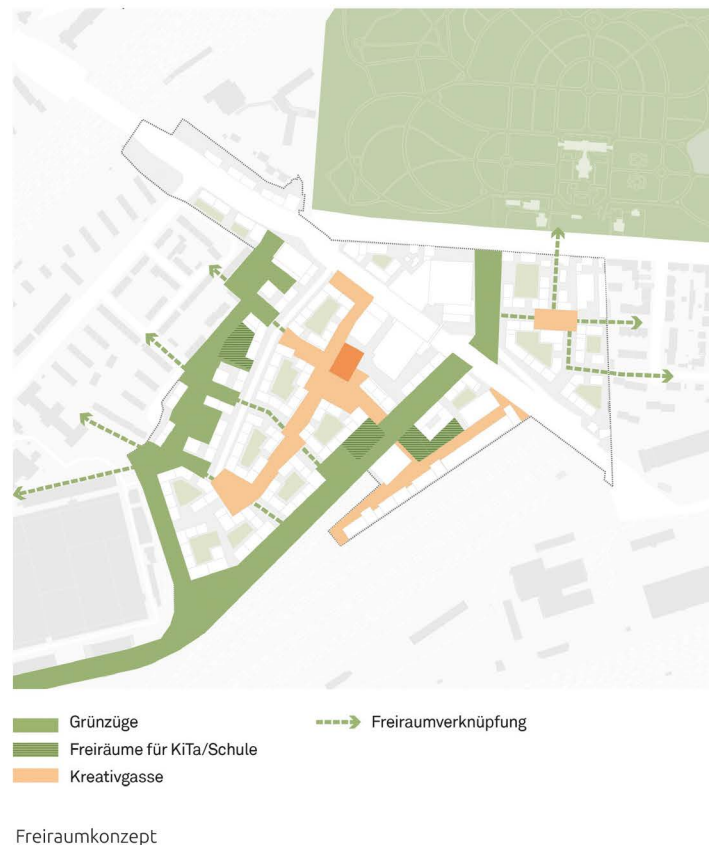 Grünzüge
Freiräume für KiTa/Schule
Kreativgasse
Freiraumverknüpfung
Freiraumkonzept